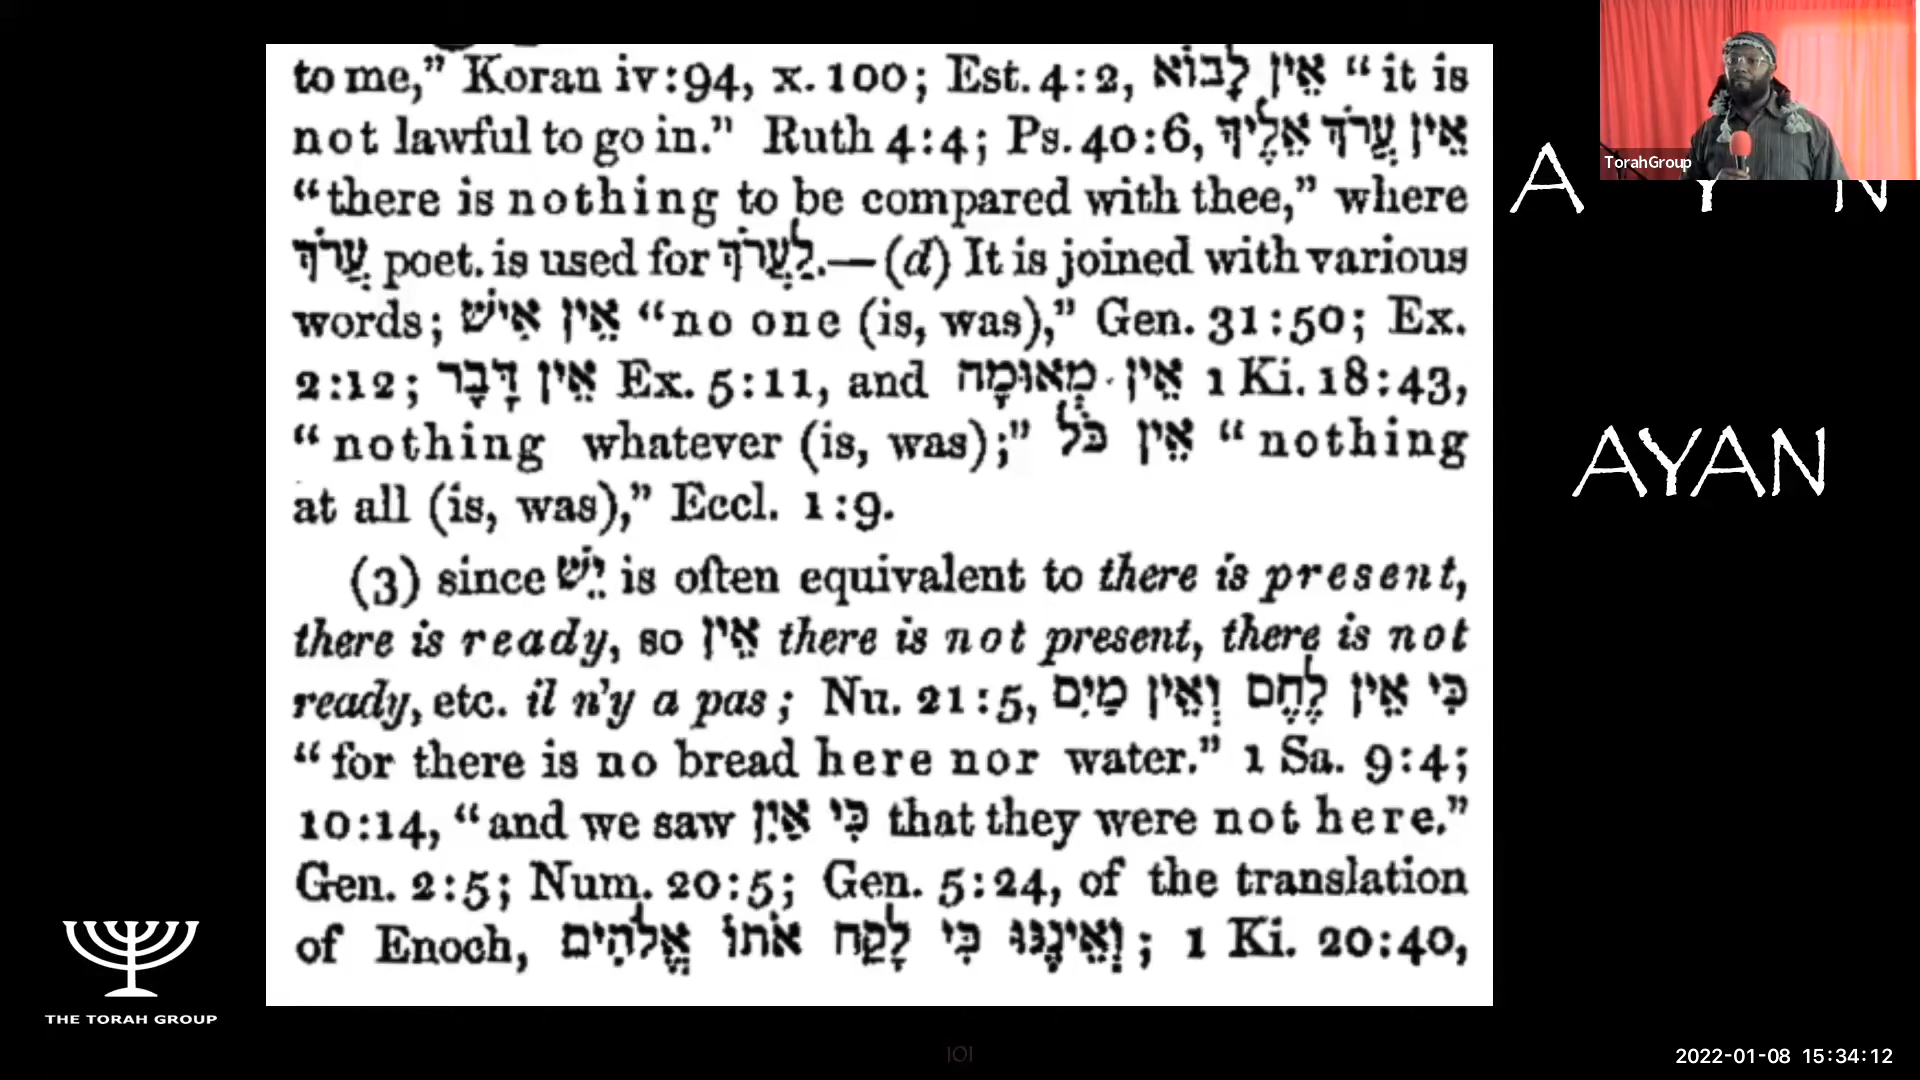 to me,” Koran iv:94, x. 100; Est. 4:2, אֵין לָבוֹא “it is
not lawful to go in.” Ruth 4:4; Ps. 40:6, אֵין עֲרֹךְ אֵלֶיךָ
“there is nothing to be compared with thee,” where
עֲרֹךְ poet. is used for לַעֲרֹךְ.—(d) It is joined with various
words; אֵין אִישׁ “no one (is, was),” Gen. 31:50; Ex.
2:12; אֵין דָּבָר Ex. 5:11, and אֵין מְאוּמָה 1 Ki. 18:43,
“nothing whatever (is, was);” אֵין כֹּל “nothing
at all (is, was),” Eccl. 1:9.
(3) since יֵשׁ is often equivalent to there is present,
there is ready, so אֵין there is not present, there is not
ready, etc. il n’y a pas; Nu. 21:5, כִּי אֵין לֶחֶם וְאֵין מַיִם
“for there is no bread here nor water.” 1 Sa. 9:4;
10:14, “and we saw כִּי אַיִן that they were not here.”
Gen. 2:5; Num. 20:5; Gen. 5:24, of the translation
of Enoch, וְאֵינֶנּוּ כִּי לָקַח אֹתוֹ אֱלֹהִים; 1 Ki. 20:40,
TorahGroup
A Y N
AYAN
THE TORAH GROUP
101
2022-01-08 15:34:12